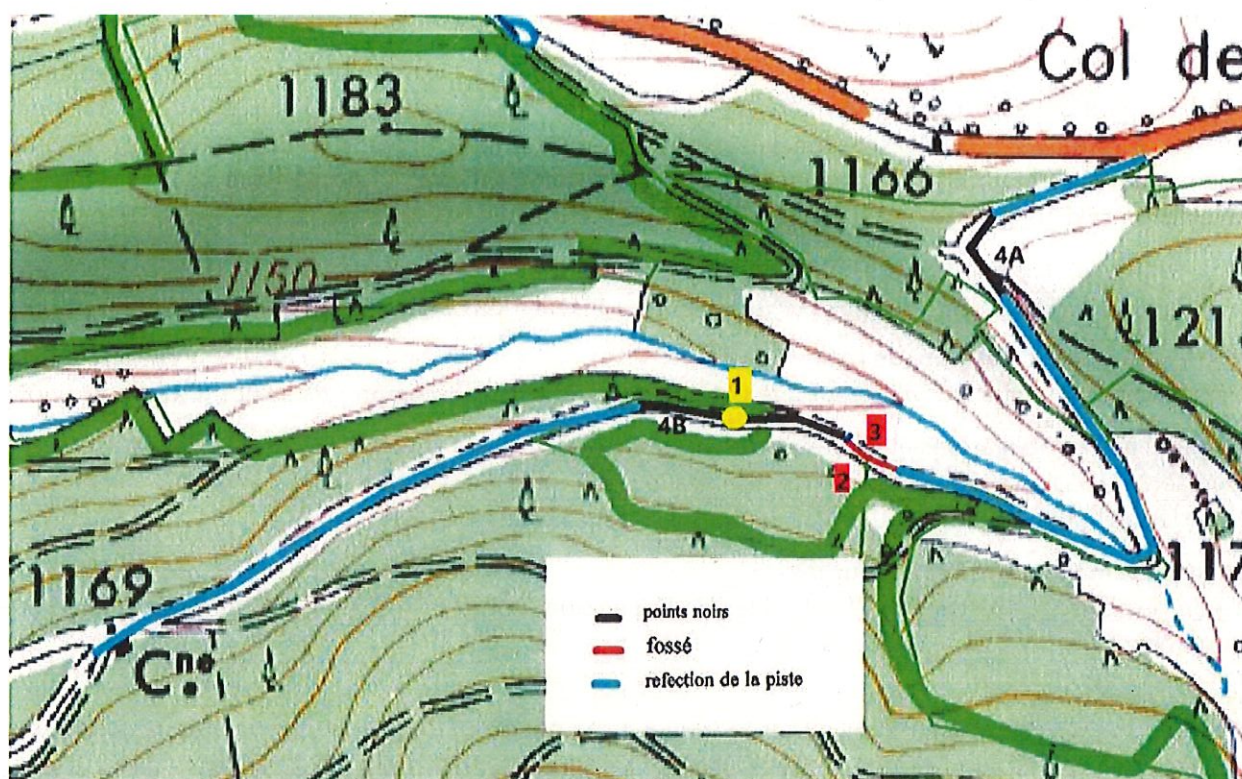 Col de
1183
1166
4A
1150
121
1
3
4B
2
117
1169
Cne
points noirs
fossé
refection de la piste